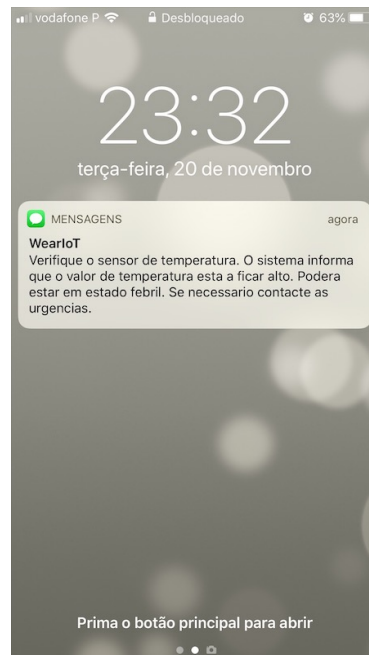 vodafone P Desbloqueado 63%
23:32
terça-feira, 20 de novembro
MENSAGENS agora
WearIoT
Verifique o sensor de temperatura. O sistema informa
que o valor de temperatura esta a ficar alto. Podera
estar em estado febril. Se necessario contacte as
urgencias.
Prima o botão principal para abrir